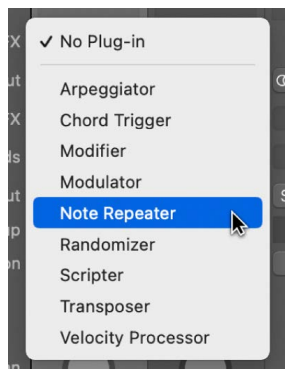 ✓ No Plug-in
Arpeggiator
Chord Trigger
Modifier
Modulator
Note Repeater
Randomizer
Scripter
Transposer
Velocity Processor